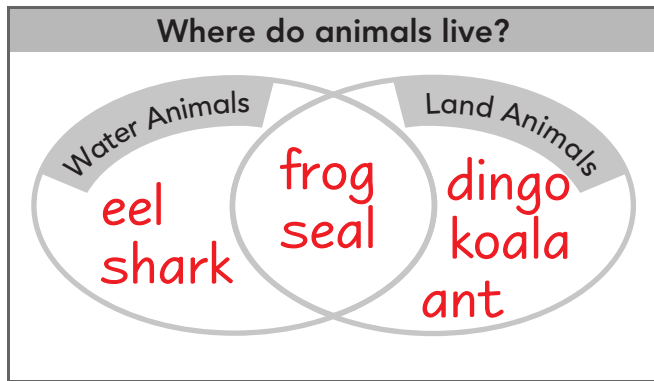 Where do animals live?
Water Animals
Land Animals
eel
shark
frog
seal
dingo
koala
ant